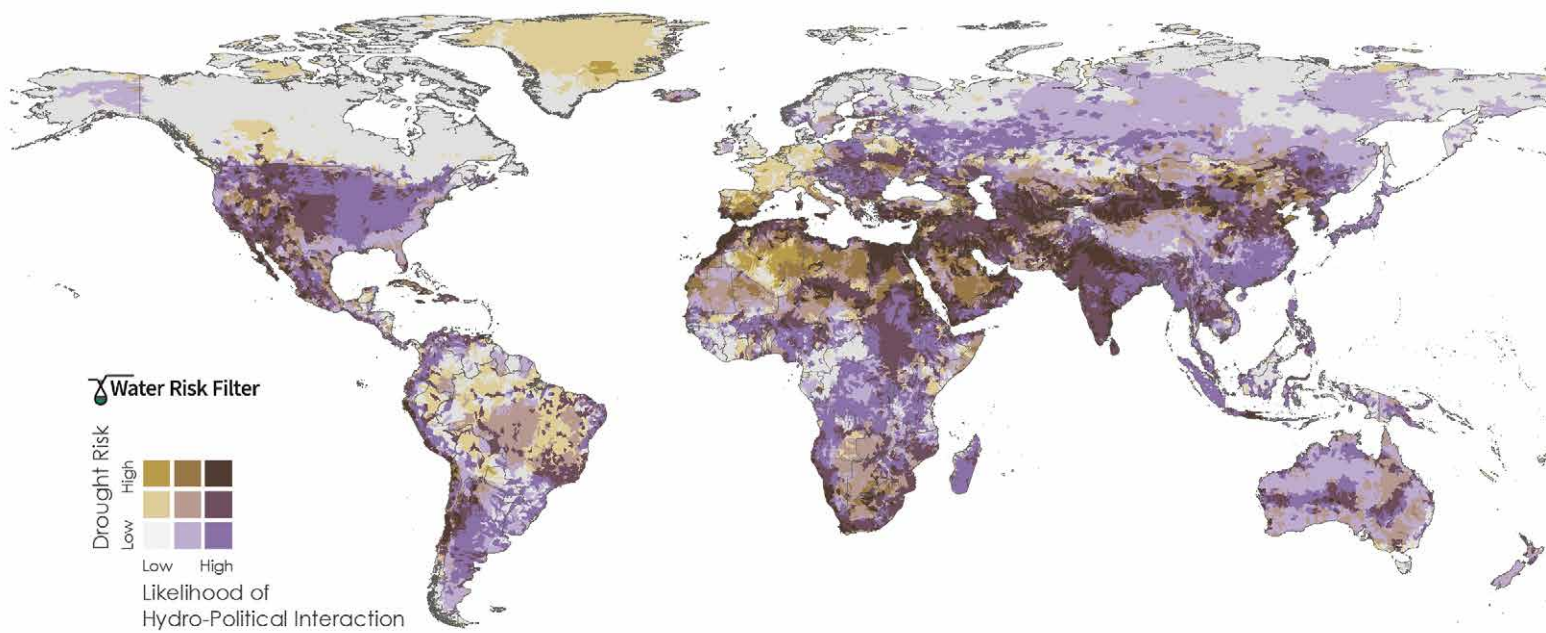 Water Risk Filter
Drought Risk
High
Low
Low High
Likelihood of
Hydro-Political Interaction